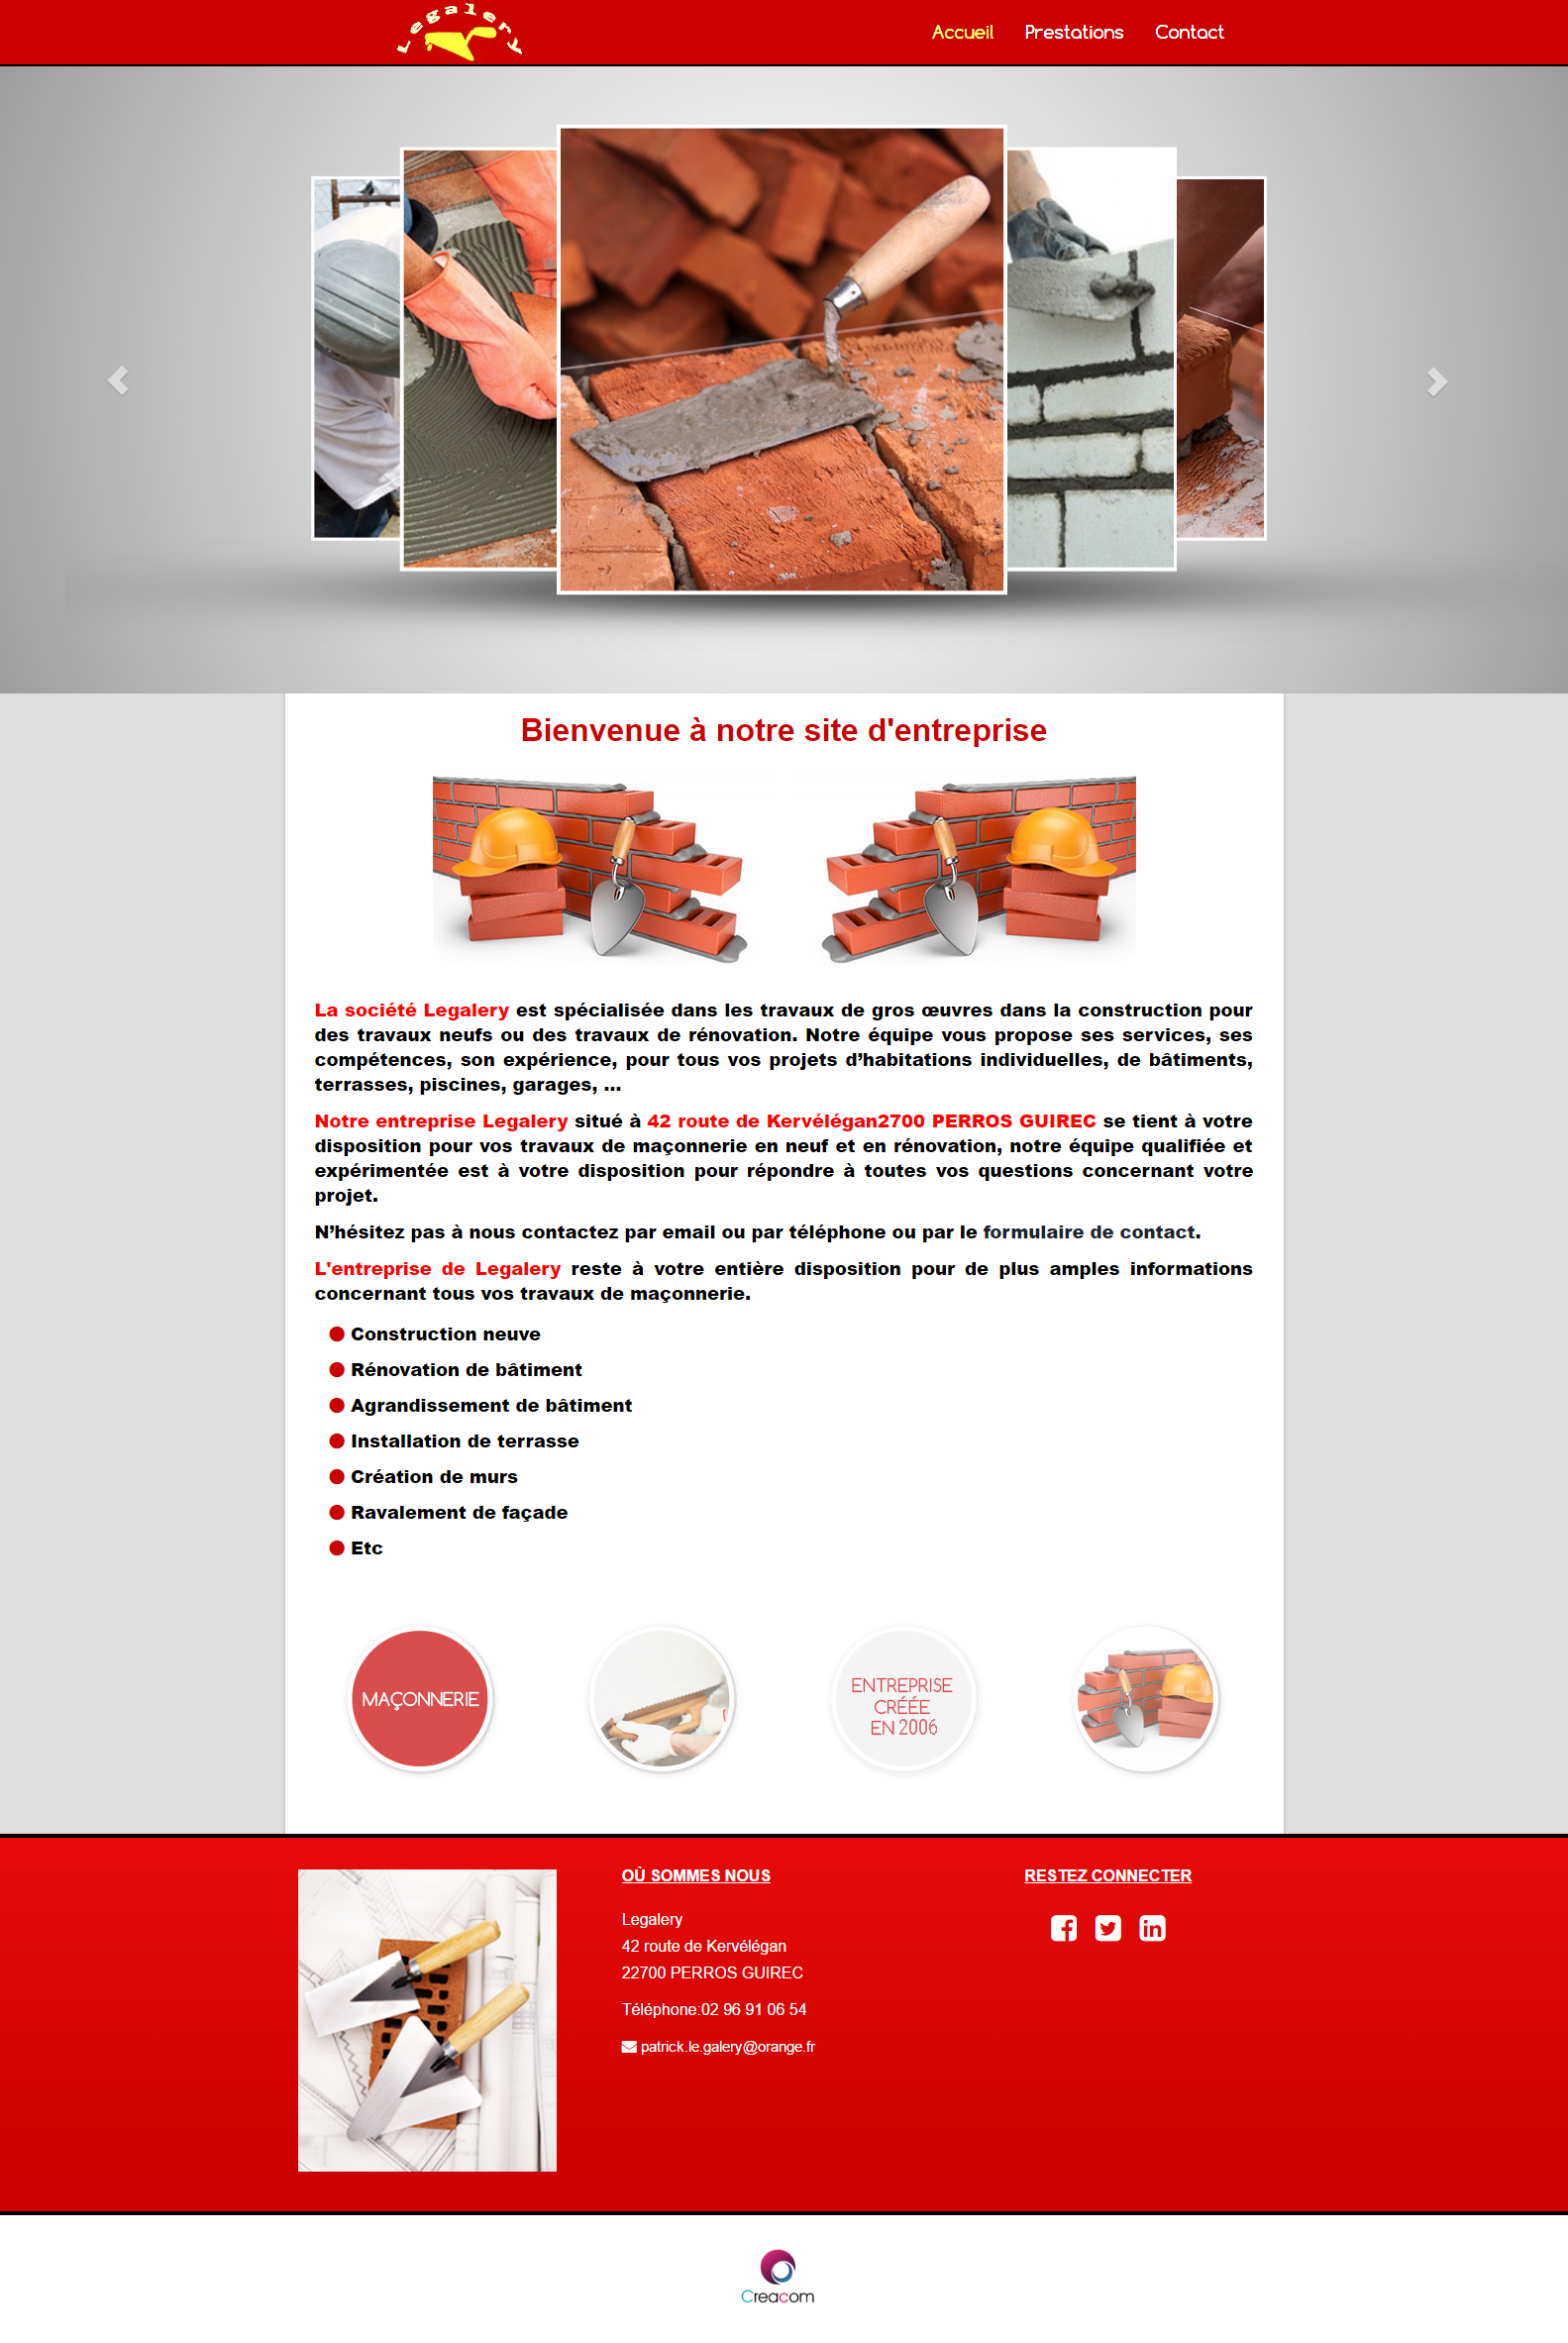 Legalery
Accueil
Prestations
Contact
Bienvenue à notre site d'entreprise
La société Legalery est spécialisée dans les travaux de gros œuvres dans la construction pour
des travaux neufs ou des travaux de rénovation. Notre équipe vous propose ses services, ses
compétences, son expérience, pour tous vos projets d’habitations individuelles, de bâtiments,
terrasses, piscines, garages, ...
Notre entreprise Legalery situé à 42 route de Kervélégan2700 PERROS GUIREC se tient à votre
disposition pour vos travaux de maçonnerie en neuf et en rénovation, notre équipe qualifiée et
expérimentée est à votre disposition pour répondre à toutes vos questions concernant votre
projet.
N’hésitez pas à nous contactez par email ou par téléphone ou par le formulaire de contact.
L'entreprise de Legalery reste à votre entière disposition pour de plus amples informations
concernant tous vos travaux de maçonnerie.
Construction neuve
Rénovation de bâtiment
Agrandissement de bâtiment
Installation de terrasse
Création de murs
Ravalement de façade
Etc
MAÇONNERIE
ENTREPRISE
CRÉÉE
EN 2006
OÙ SOMMES NOUS
Legalery
42 route de Kervélégan
22700 PERROS GUIREC
Téléphone:02 96 91 06 54
patrick.le.galery@orange.fr
RESTEZ CONNECTER
Creacom